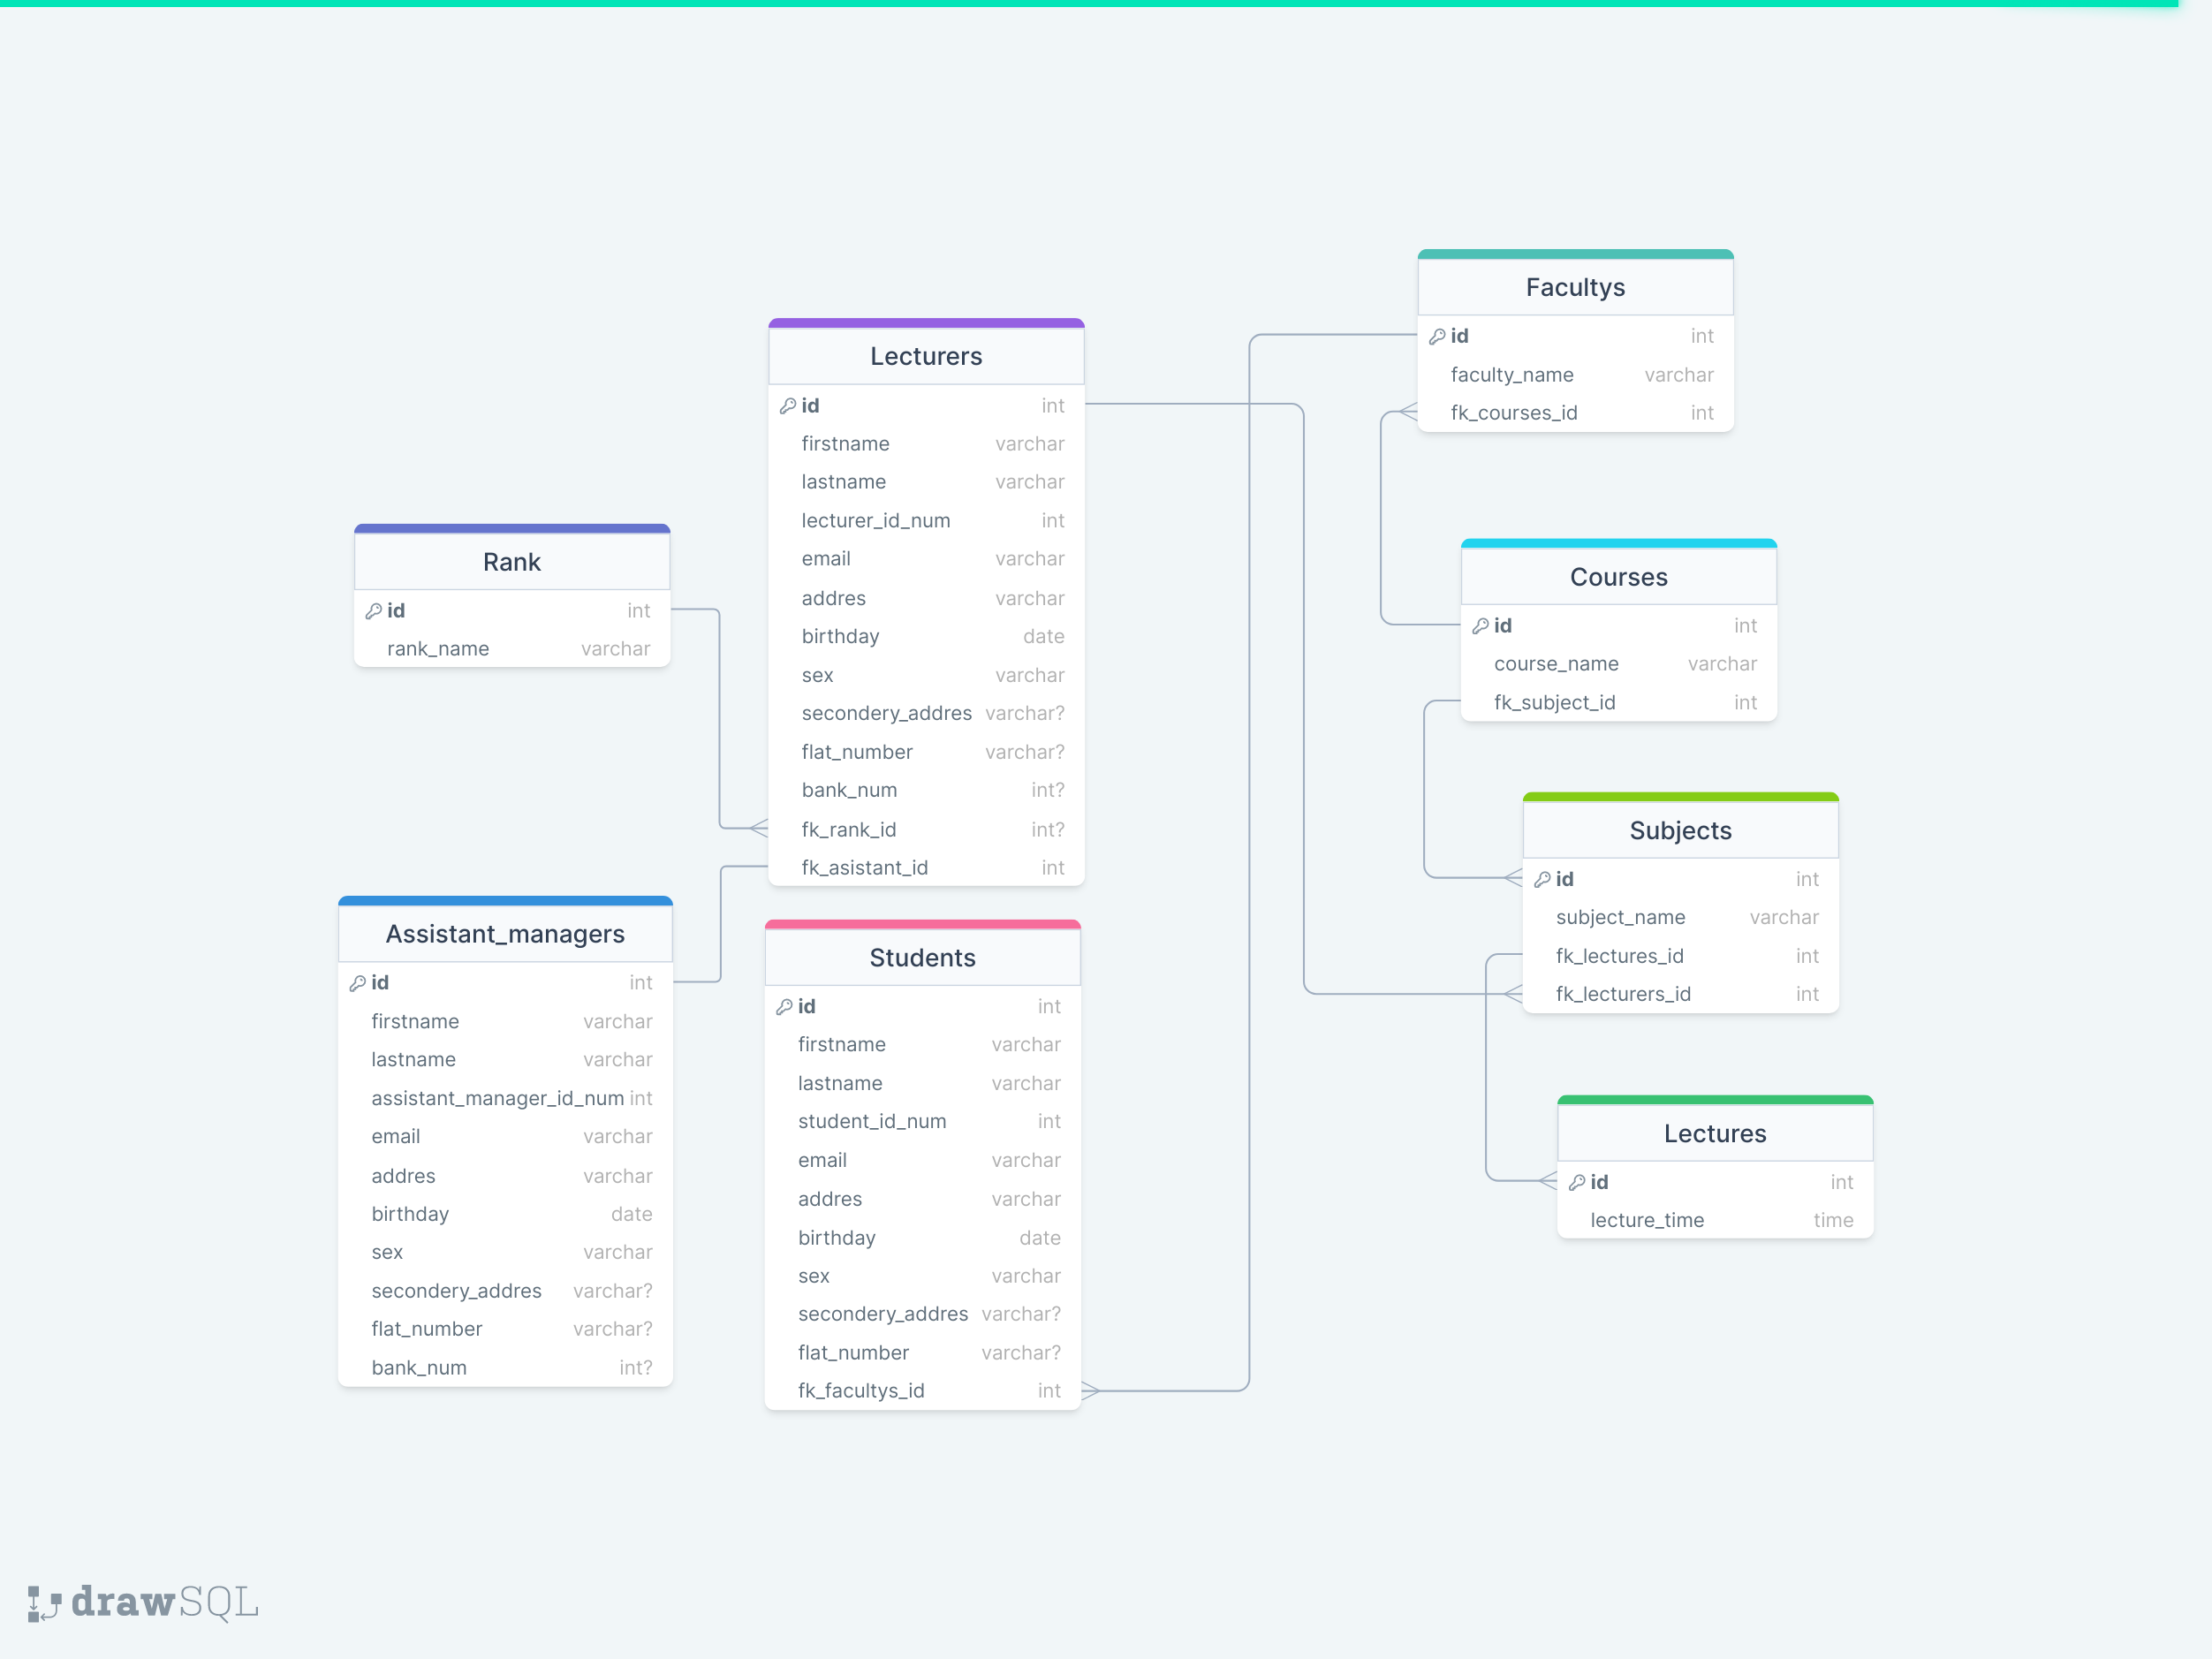 Facultys
id int
faculty_name varchar
fk_courses_id int
Lecturers
id int
firstname varchar
lastname varchar
lecturer_id_num int
email varchar
addres varchar
birthday date
sex varchar
secondery_addres varchar?
flat_number varchar?
bank_num int?
fk_rank_id int?
fk_asistant_id int
Rank
id int
rank_name varchar
Courses
id int
course_name varchar
fk_subject_id int
Subjects
id int
subject_name varchar
fk_lectures_id int
fk_lecturers_id int
Assistant_managers
id int
firstname varchar
lastname varchar
assistant_manager_id_num int
email varchar
addres varchar
birthday date
sex varchar
secondery_addres varchar?
flat_number varchar?
bank_num int?
Students
id int
firstname varchar
lastname varchar
student_id_num int
email varchar
addres varchar
birthday date
sex varchar
secondery_addres varchar?
flat_number varchar?
fk_facultys_id int
Lectures
id int
lecture_time time
drawSQL